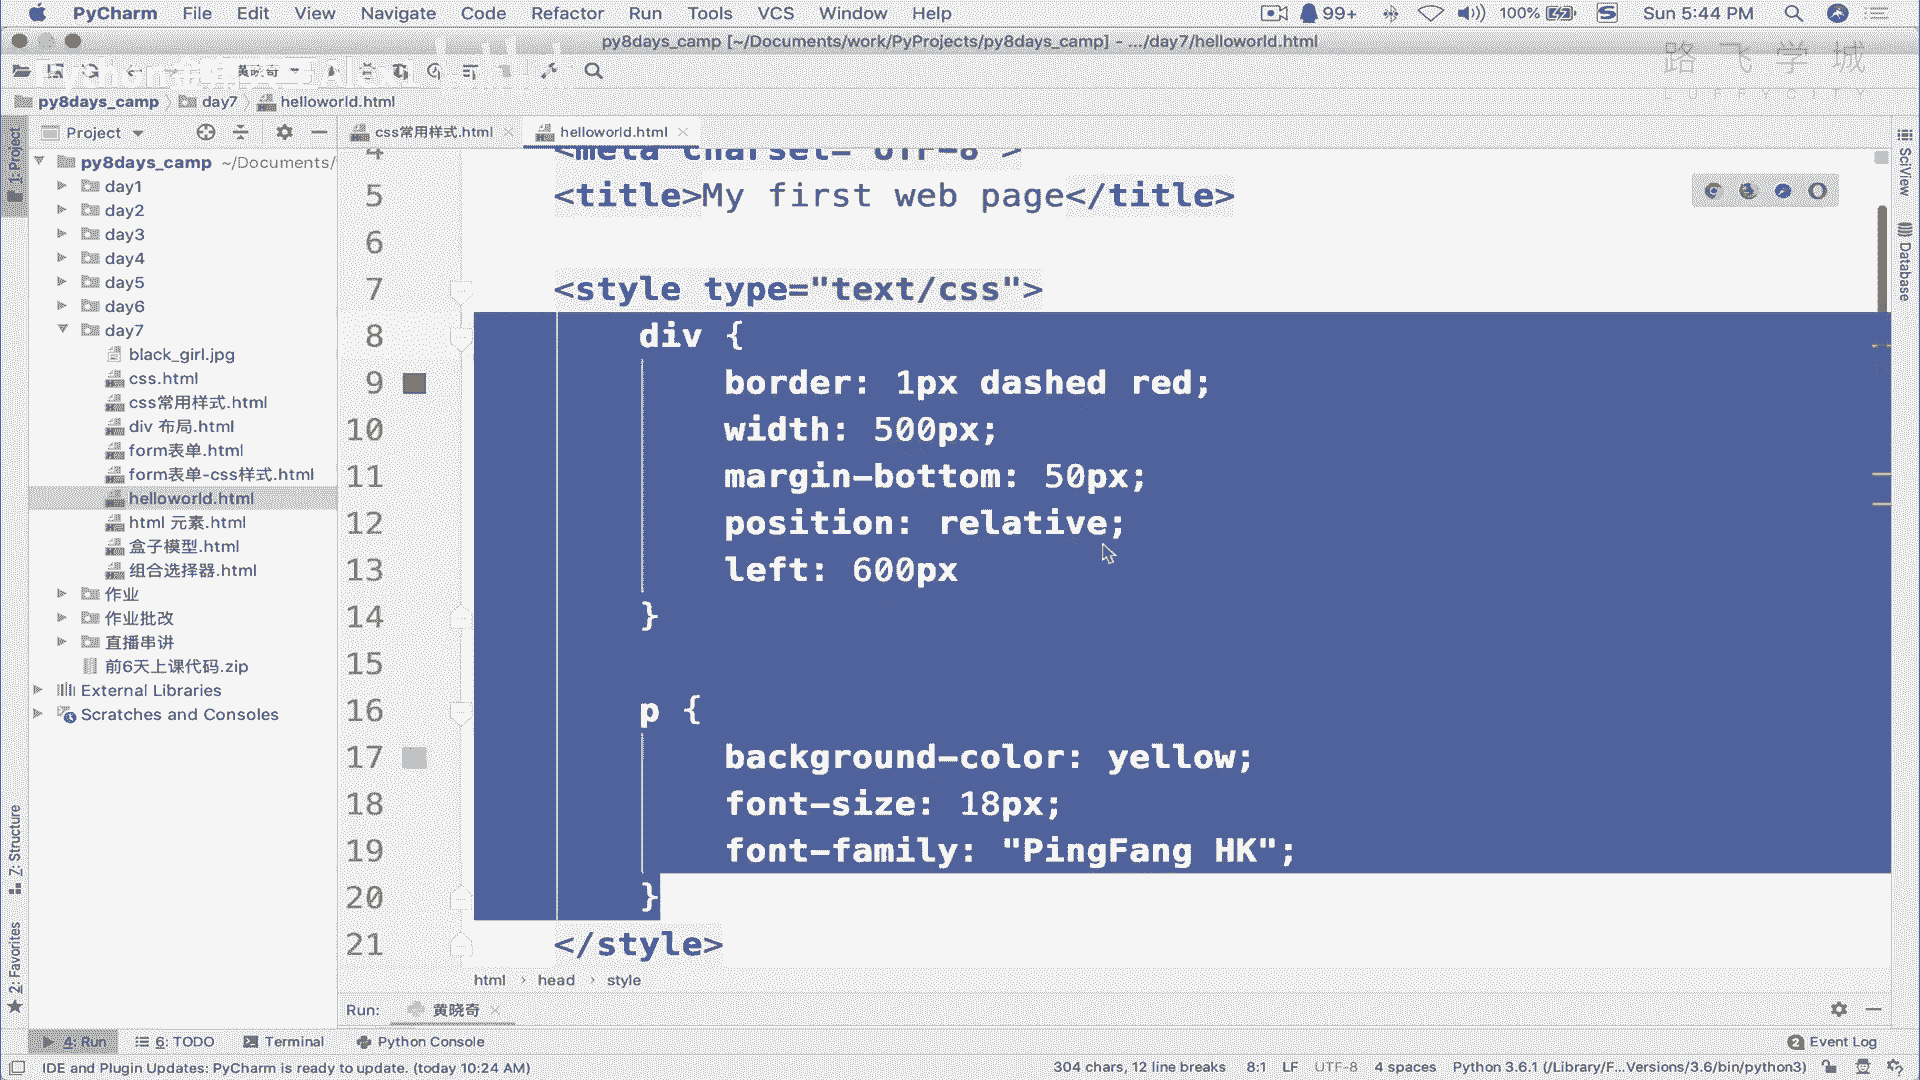 PyCharm File Edit View Navigate Code Refactor Run Tools VCS Window Help 99+ 100% Sun 5:44 PM
py8days_camp [~/Documents/work/PyProjects/py8days_camp] - .../day7/helloworld.html
黄晓奇
路飞学城
LUFFYCITY
py8days_camp day7 helloworld.html
Project
css常用样式.html helloworld.html
1: Project
py8days_camp ~/Documents/
day1
day2
day3
day4
day5
day6
day7
black_girl.jpg
css.html
css常用样式.html
div 布局.html
form表单.html
form表单-css样式.html
helloworld.html
html 元素.html
盒子模型.html
组合选择器.html
作业
作业批改
直播串讲
前6天上课代码.zip
External Libraries
Scratches and Consoles
4 <meta charset="UTF-8">
5 <title>My first web page</title>
6
7 <style type="text/css">
8 div {
9 border: 1px dashed red;
10 width: 500px;
11 margin-bottom: 50px;
12 position: relative;
13 left: 600px
14 }
15
16 p {
17 background-color: yellow;
18 font-size: 18px;
19 font-family: "PingFang HK";
20 }
21 </style>
html › head › style
SciView
Database
Z: Structure
2: Favorites
Run: 黄晓奇
4: Run 6: TODO Terminal Python Console 2 Event Log
IDE and Plugin Updates: PyCharm is ready to update. (today 10:24 AM) 304 chars, 12 line breaks 8:1 LF UTF-8 4 spaces Python 3.6.1 (/Library/F...Versions/3.6/bin/python3)